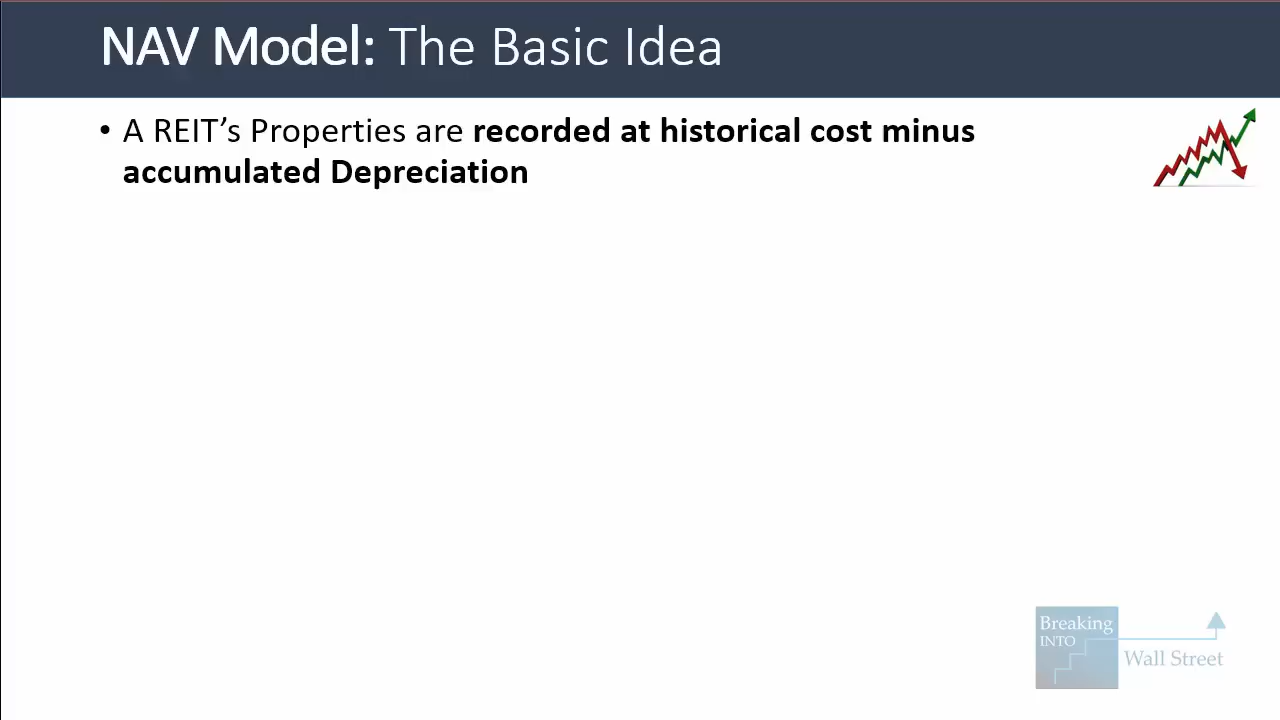 NAV Model: The Basic Idea
• A REIT’s Properties are recorded at historical cost minus
accumulated Depreciation
Breaking
INTO
Wall Street